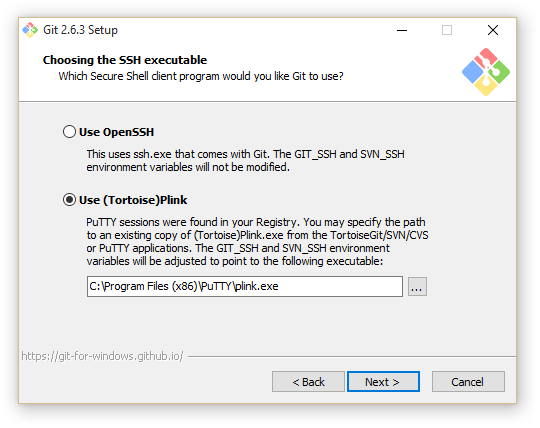 Git 2.6.3 Setup
Choosing the SSH executable
Which Secure Shell client program would you like Git to use?
Use OpenSSH
This uses ssh.exe that comes with Git. The GIT_SSH and SVN_SSH
environment variables will not be modified.
Use (Tortoise)Plink
PuTTY sessions were found in your Registry. You may specify the path
to an existing copy of (Tortoise)Plink.exe from the TortoiseGit/SVN/CVS
or PuTTY applications. The GIT_SSH and SVN_SSH environment
variables will be adjusted to point to the following executable:
C:\Program Files (x86)\PuTTY\plink.exe
...
https://git-for-windows.github.io/
< Back
Next >
Cancel